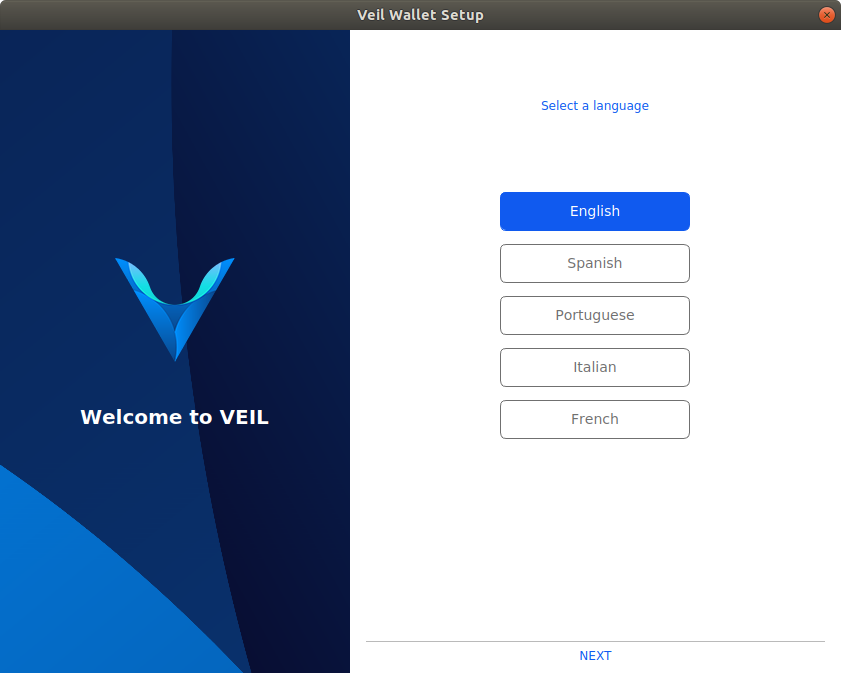 Veil Wallet Setup
Select a language
English
Spanish
Portuguese
Italian
French
Welcome to VEIL
NEXT